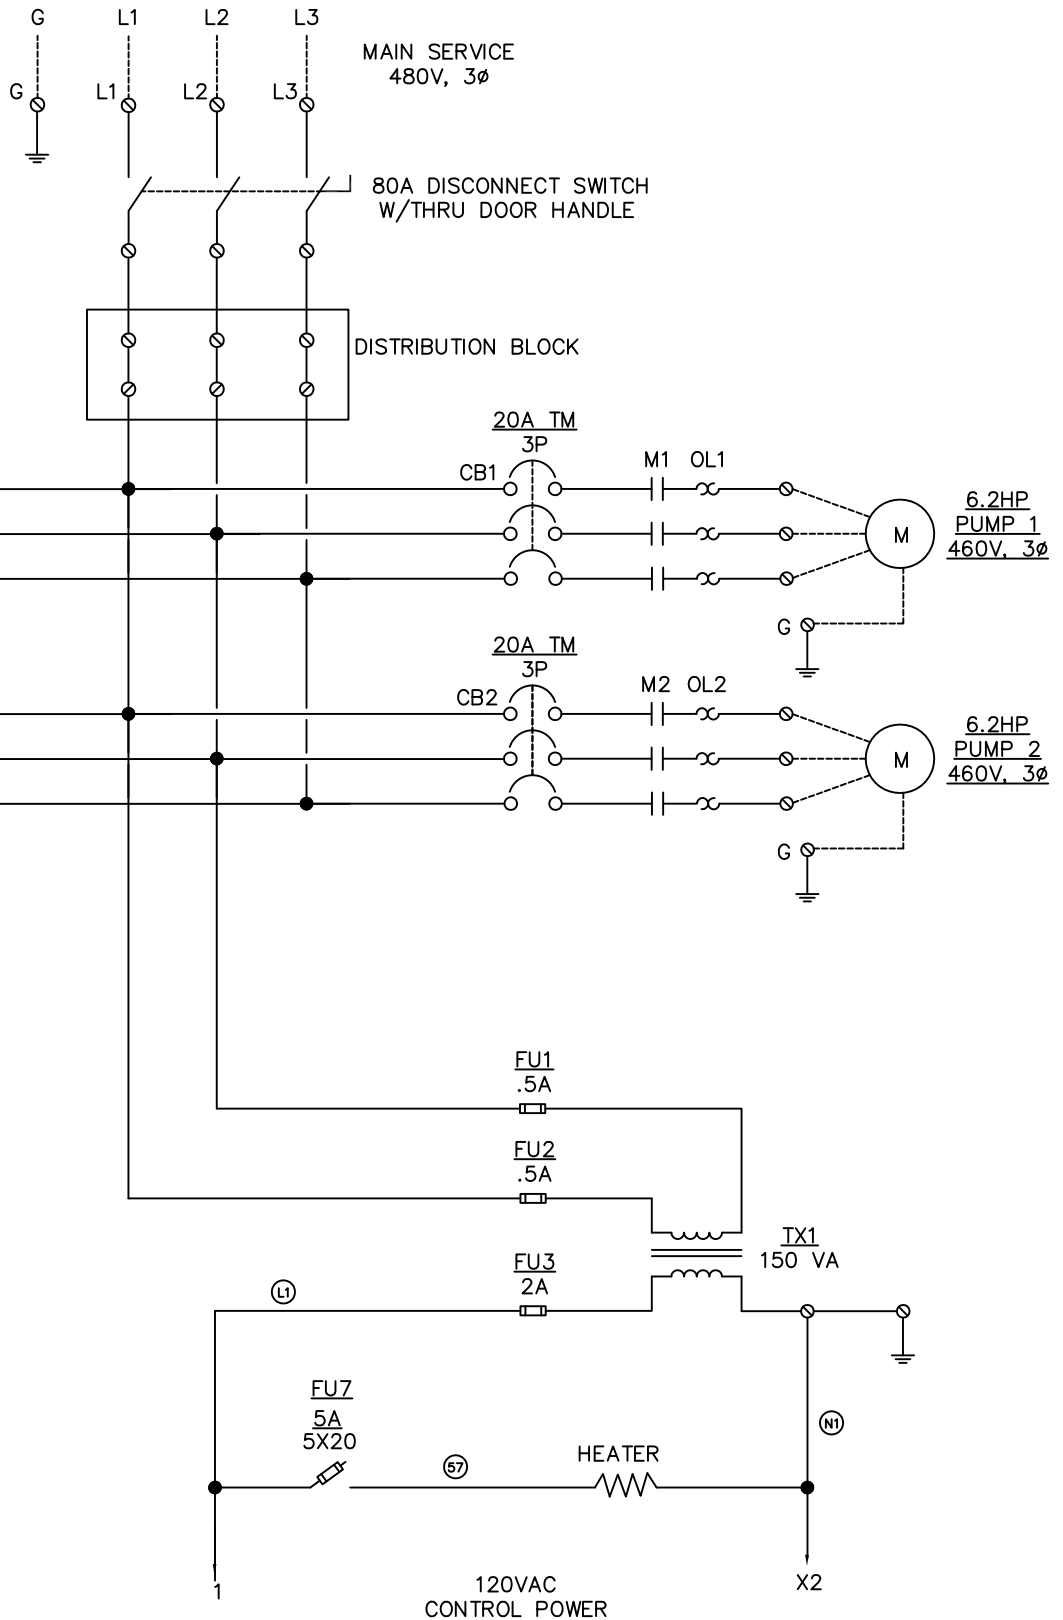 G L1 L2 L3
MAIN SERVICE
480V, 3ø
G L1 L2 L3
80A DISCONNECT SWITCH
W/THRU DOOR HANDLE
DISTRIBUTION BLOCK
20A TM
3P
CB1 M1 OL1
6.2HP
PUMP 1
460V, 3ø
M
G
20A TM
3P
CB2 M2 OL2
6.2HP
PUMP 2
460V, 3ø
M
G
FU1
.5A
FU2
.5A
TX1
150 VA
FU3
2A
L1
FU7
5A
5X20
N1
HEATER
57
1
X2
120VAC
CONTROL POWER